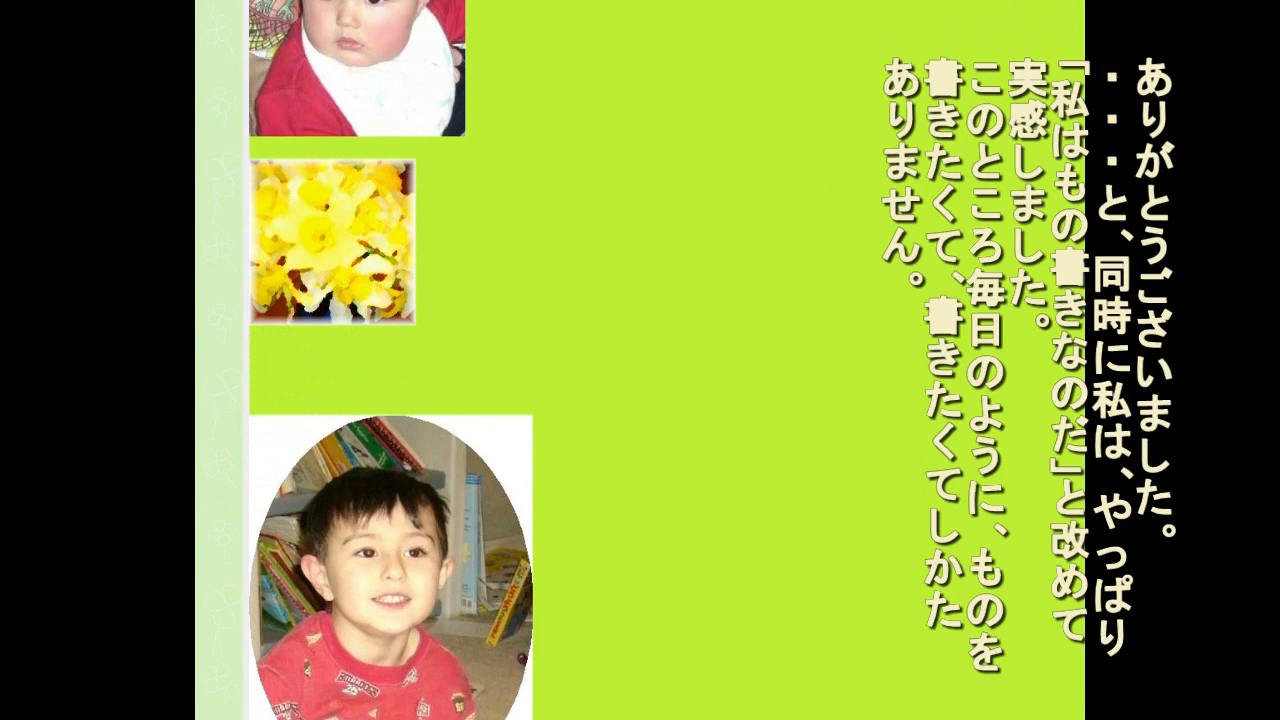 ありがとうございました。
・・・と、同時に私は、やっぱり
「私はもの書きなのだ」と改めて
実感しました。
このところ毎日のように、ものを
書きたくて、書きたくてしかた
ありません。